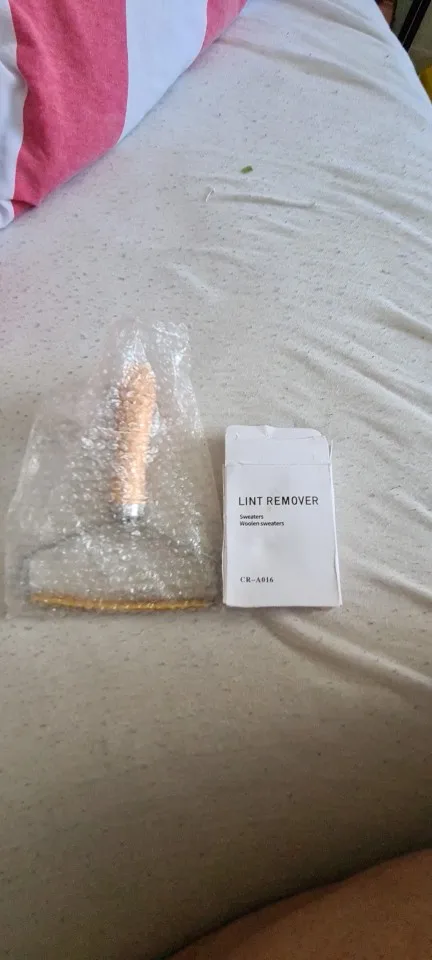 LINT REMOVER
Sweaters
Woolen sweaters
CR-A016